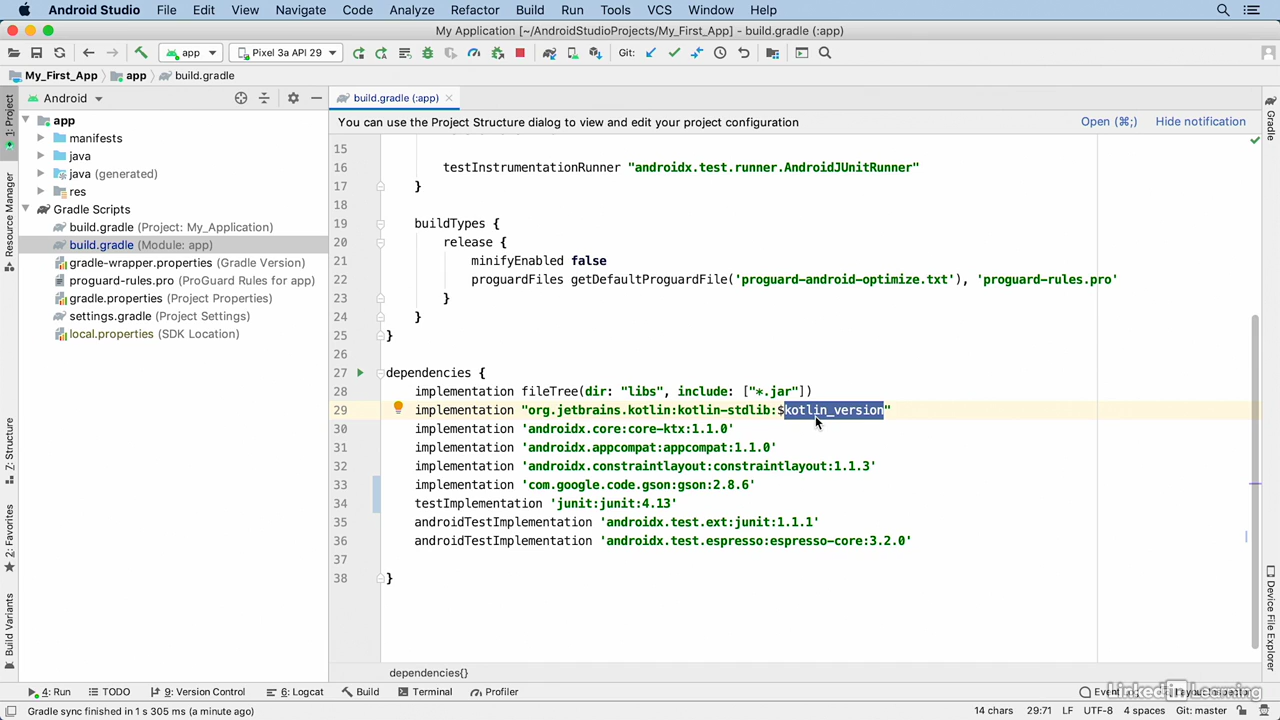 Android Studio File Edit View Navigate Code Analyze Refactor Build Run Tools VCS Window Help
My Application [~/AndroidStudioProjects/My_First_App] - build.gradle (:app)
app Pixel 3a API 29 Git:
My_First_App app build.gradle
Android build.gradle (:app)
You can use the Project Structure dialog to view and edit your project configuration Open (⌘;) Hide notification
1: Project
Resource Manager
Z: Structure
2: Favorites
Build Variants
app
manifests
java
java (generated)
res
Gradle Scripts
build.gradle (Project: My_Application)
build.gradle (Module: app)
gradle-wrapper.properties (Gradle Version)
proguard-rules.pro (ProGuard Rules for app)
gradle.properties (Project Properties)
settings.gradle (Project Settings)
local.properties (SDK Location)
15
16 testInstrumentationRunner "androidx.test.runner.AndroidJUnitRunner"
17 }
18
19 buildTypes {
20 release {
21 minifyEnabled false
22 proguardFiles getDefaultProguardFile('proguard-android-optimize.txt'), 'proguard-rules.pro'
23 }
24 }
25 }
26
27 dependencies {
28 implementation fileTree(dir: "libs", include: ["*.jar"])
29 implementation "org.jetbrains.kotlin:kotlin-stdlib:$kotlin_version"
30 implementation 'androidx.core:core-ktx:1.1.0'
31 implementation 'androidx.appcompat:appcompat:1.1.0'
32 implementation 'androidx.constraintlayout:constraintlayout:1.1.3'
33 implementation 'com.google.code.gson:gson:2.8.6'
34 testImplementation 'junit:junit:4.13'
35 androidTestImplementation 'androidx.test.ext:junit:1.1.1'
36 androidTestImplementation 'androidx.test.espresso:espresso-core:3.2.0'
37
38 }
dependencies{}
Gradle
Device File Explorer
4: Run TODO 9: Version Control 6: Logcat Build Terminal Profiler
LinkedIn Learning
Gradle sync finished in 1 s 305 ms (a minute ago) 14 chars 29:71 LF UTF-8 4 spaces Git: master